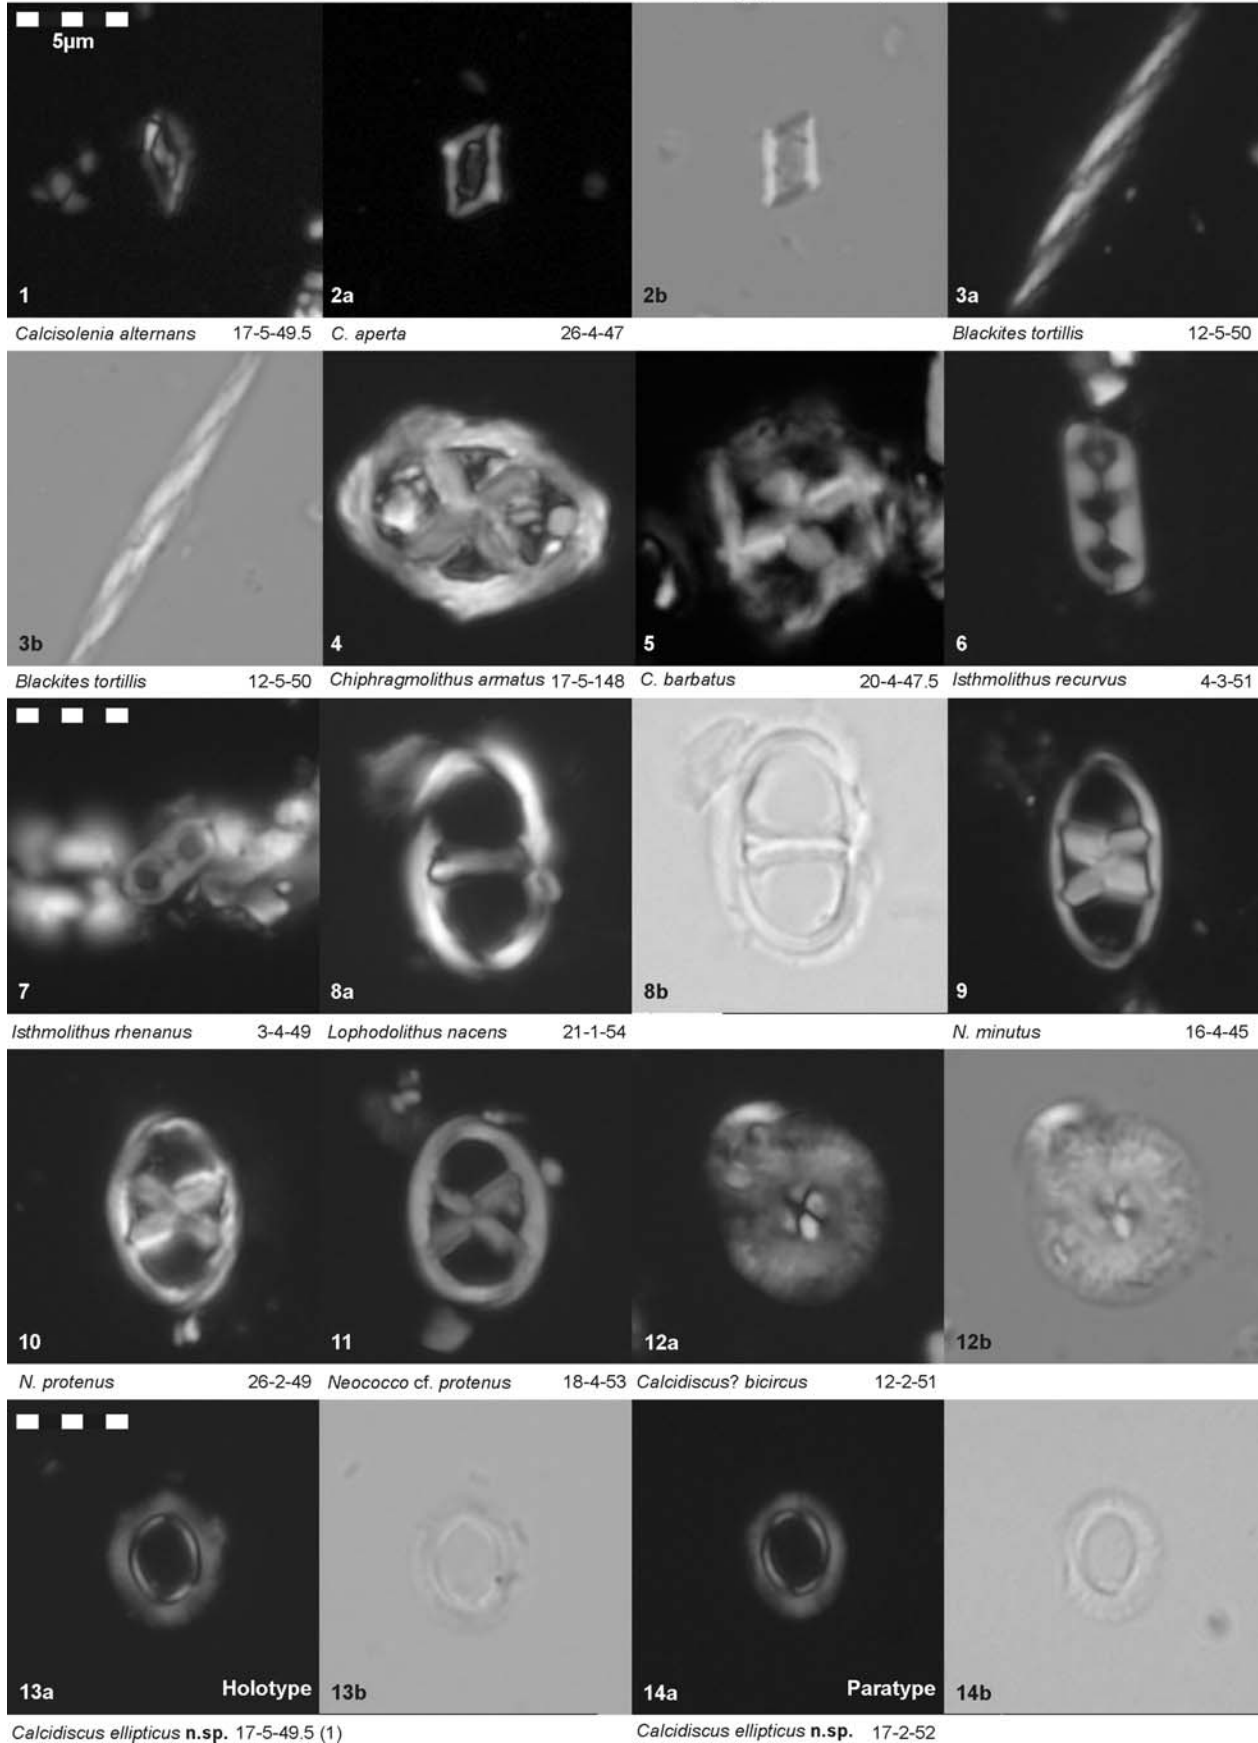 5µm
1 2a 2b 3a
Calcisolenia alternans 17-5-49.5 C. aperta 26-4-47 Blackites tortillis 12-5-50
3b 4 5 6
Blackites tortillis 12-5-50 Chiphragmolithus armatus 17-5-148 C. barbatus 20-4-47.5 Isthmolithus recurvus 4-3-51
7 8a 8b 9
Isthmolithus rhenanus 3-4-49 Lophodolithus nacens 21-1-54 N. minutus 16-4-45
10 11 12a 12b
N. protenus 26-2-49 Neococco cf. protenus 18-4-53 Calcidiscus? bicircus 12-2-51
13a Holotype 13b 14a Paratype 14b
Calcidiscus ellipticus n.sp. 17-5-49.5 (1) Calcidiscus ellipticus n.sp. 17-2-52